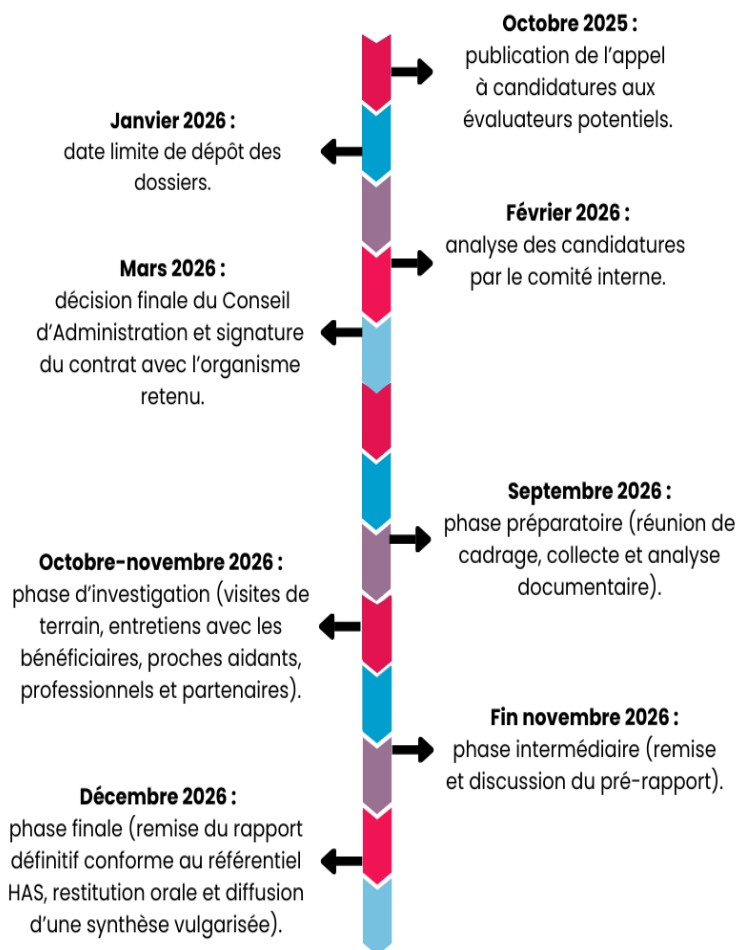 Octobre 2025 :
publication de l’appel
à candidatures aux
évaluateurs potentiels.
Janvier 2026 :
date limite de dépôt des
dossiers.
Février 2026 :
analyse des candidatures
par le comité interne.
Mars 2026 :
décision finale du Conseil
d’Administration et signature
du contrat avec l’organisme
retenu.
Septembre 2026 :
phase préparatoire (réunion de
cadrage, collecte et analyse
documentaire).
Octobre-novembre 2026 :
phase d’investigation (visites de
terrain, entretiens avec les
bénéficiaires, proches aidants,
professionnels et partenaires).
Fin novembre 2026 :
phase intermédiaire (remise
et discussion du pré-rapport).
Décembre 2026 :
phase finale (remise du rapport
définitif conforme au référentiel
HAS, restitution orale et diffusion
d’une synthèse vulgarisée).